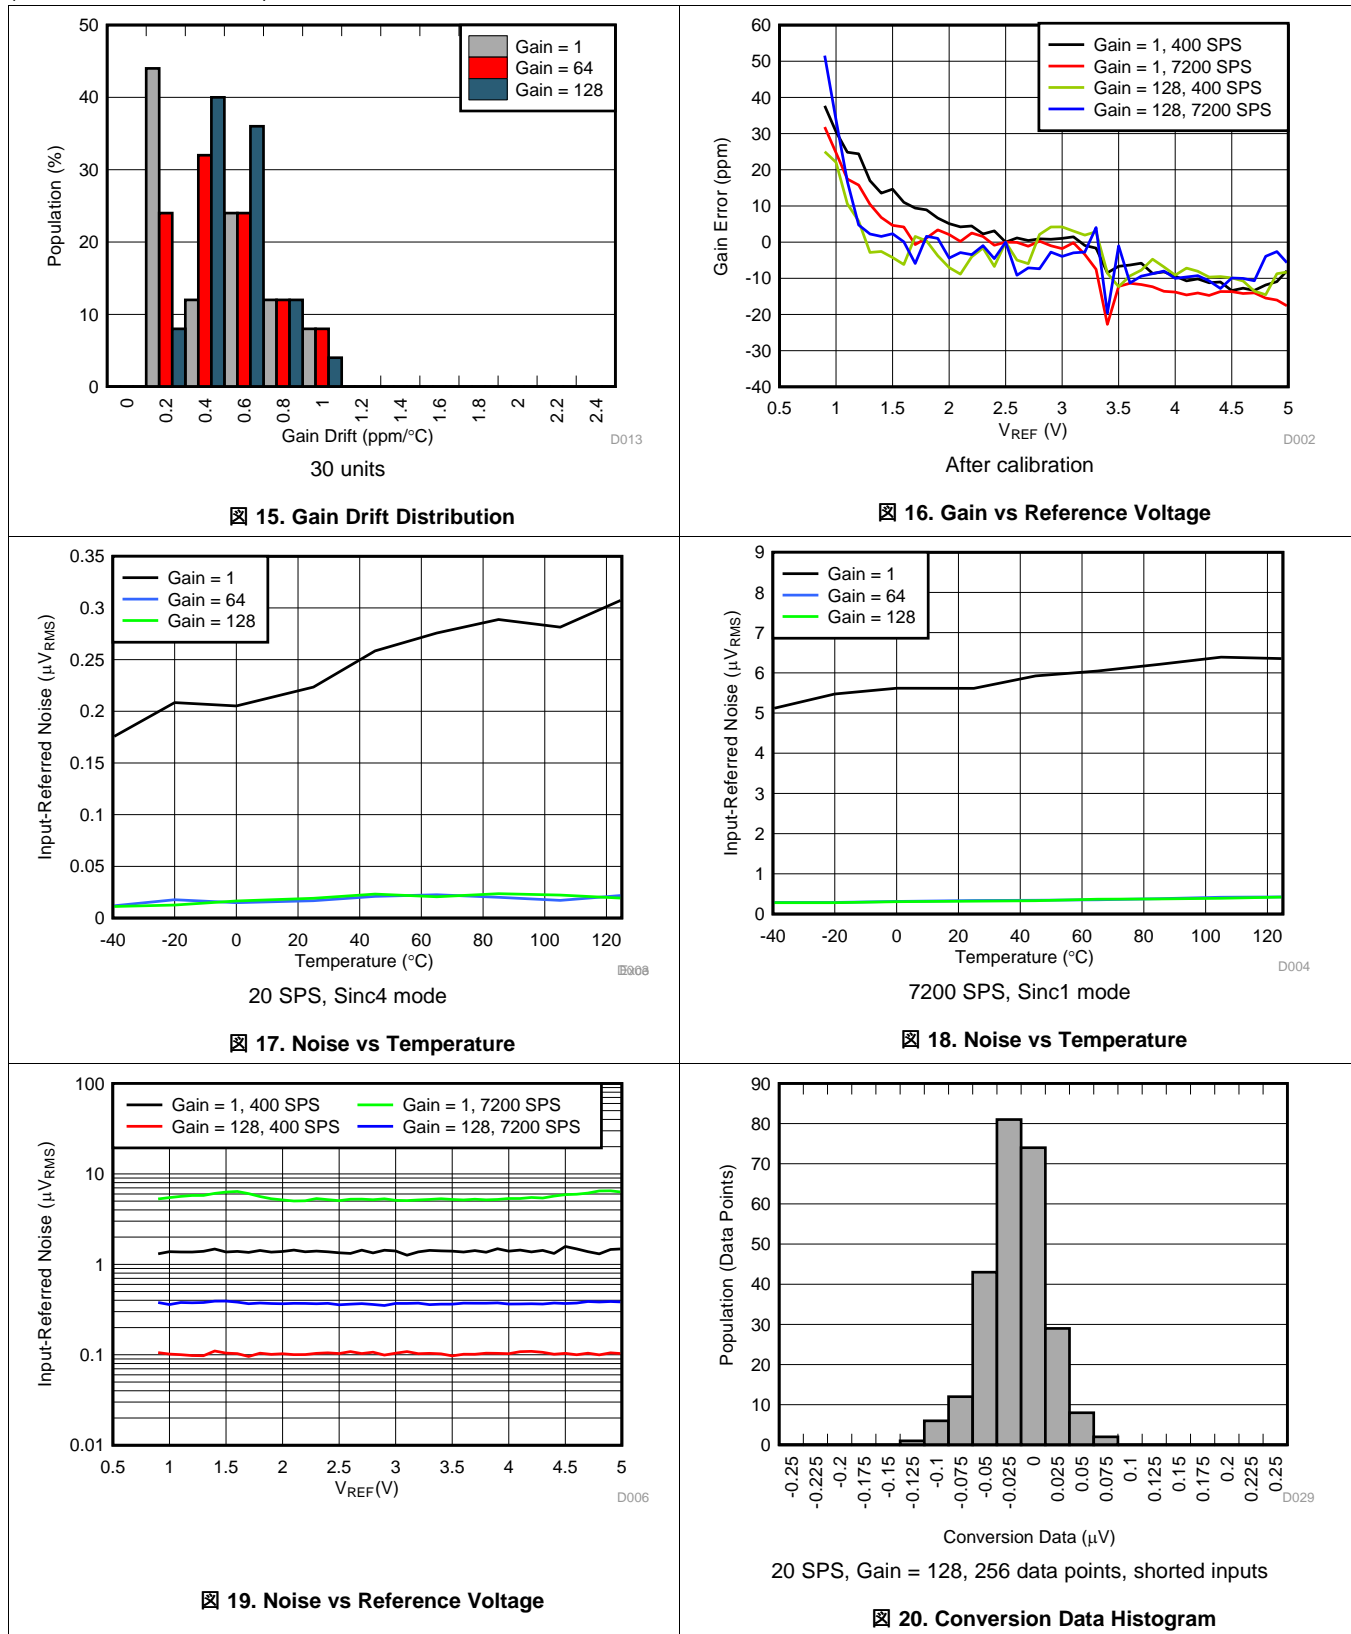 50
40
30
20
10
0
Population (%)
Gain = 1
Gain = 64
Gain = 128
0
0.2
0.4
0.6
0.8
1
1.2
1.4
1.6
1.8
2
2.2
2.4
Gain Drift (ppm/°C)
D013
30 units
図 15. Gain Drift Distribution
60
50
40
30
20
10
0
-10
-20
-30
-40
Gain Error (ppm)
Gain = 1, 400 SPS
Gain = 1, 7200 SPS
Gain = 128, 400 SPS
Gain = 128, 7200 SPS
0.5 1 1.5 2 2.5 3 3.5 4 4.5 5
VREF (V)
D002
After calibration
図 16. Gain vs Reference Voltage
0.35
0.3
0.25
0.2
0.15
0.1
0.05
0
Input-Referred Noise (μVRMS)
Gain = 1
Gain = 64
Gain = 128
-40 -20 0 20 40 60 80 100 120
Temperature (°C)
20 SPS, Sinc4 mode
図 17. Noise vs Temperature
9
8
7
6
5
4
3
2
1
0
Input-Referred Noise (μVRMS)
Gain = 1
Gain = 64
Gain = 128
-40 -20 0 20 40 60 80 100 120
Temperature (°C)
D004
7200 SPS, Sinc1 mode
図 18. Noise vs Temperature
100
10
1
0.1
0.01
Input-Referred Noise (μVRMS)
Gain = 1, 400 SPS
Gain = 128, 400 SPS
Gain = 1, 7200 SPS
Gain = 128, 7200 SPS
0.5 1 1.5 2 2.5 3 3.5 4 4.5 5
VREF(V)
D006
図 19. Noise vs Reference Voltage
90
80
70
60
50
40
30
20
10
0
Population (Data Points)
-0.25
-0.225
-0.2
-0.175
-0.15
-0.125
-0.1
-0.075
-0.05
-0.025
0
0.025
0.05
0.075
0.1
0.125
0.15
0.175
0.2
0.225
0.25
D029
Conversion Data (μV)
20 SPS, Gain = 128, 256 data points, shorted inputs
図 20. Conversion Data Histogram